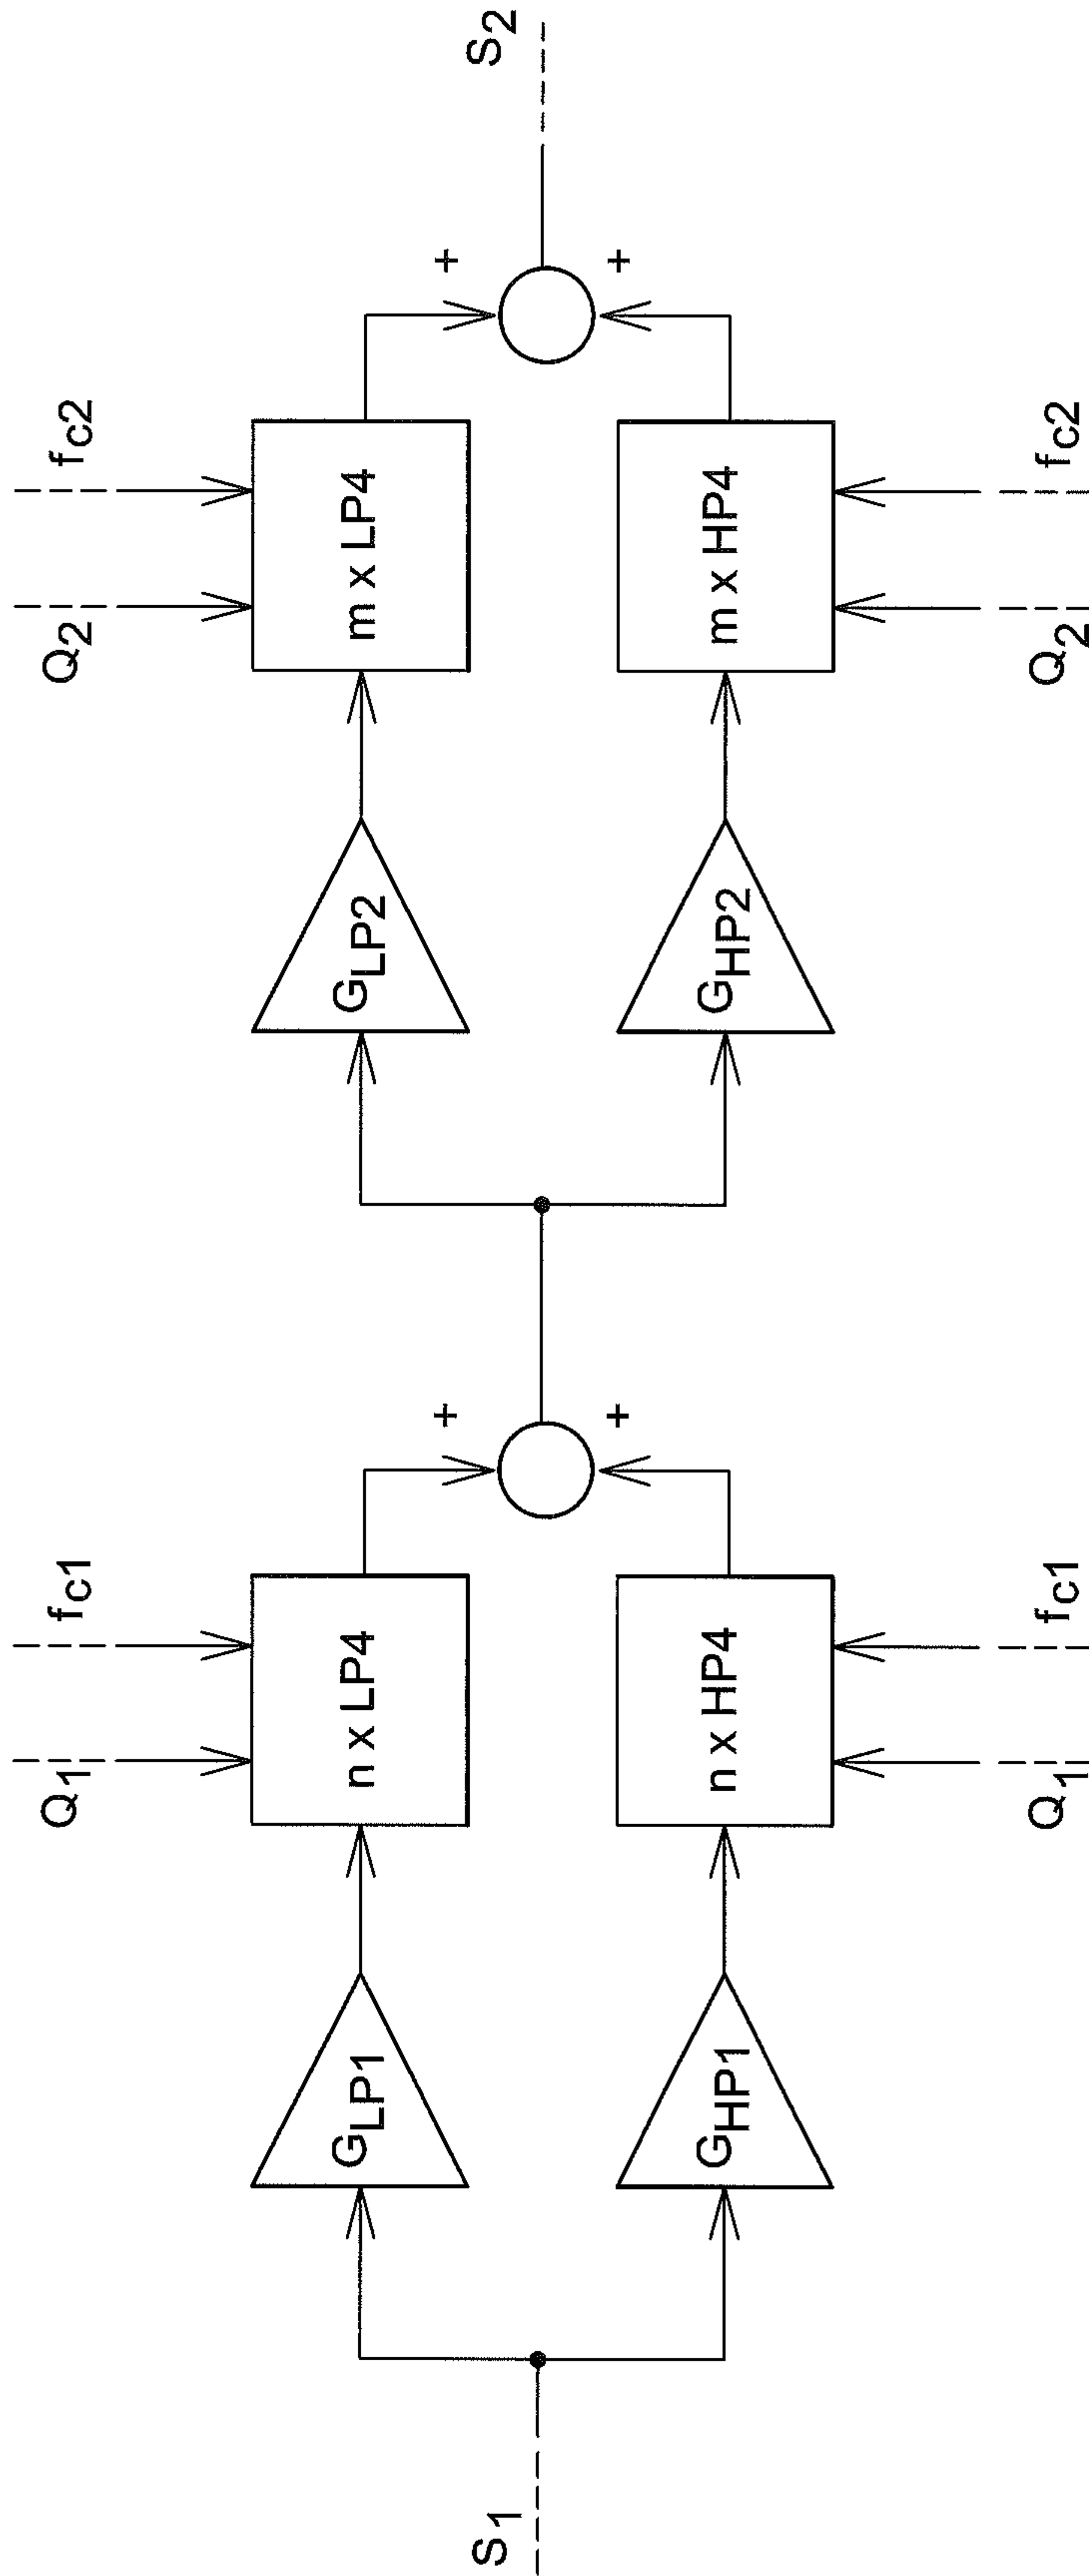 Q1
fc1
Q2
fc2
GLP1
n x LP4
+
GLP2
m x LP4
+
S1
S2
GHP1
n x HP4
+
GHP2
m x HP4
+
Q1
fc1
Q2
fc2